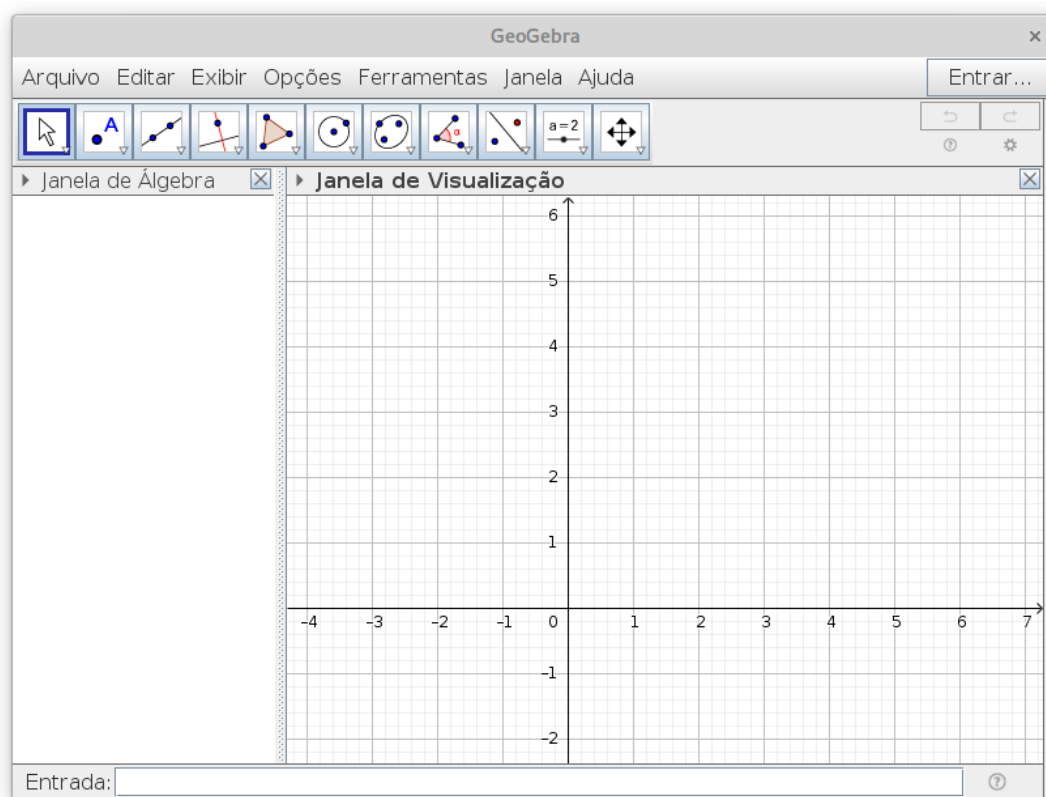 GeoGebra ×
Arquivo Editar Exibir Opções Ferramentas Janela Ajuda Entrar...
A α a=2
Janela de Álgebra Janela de Visualização
6
5
4
3
2
1
-4 -3 -2 -1 0 1 2 3 4 5 6 7
-1
-2
Entrada: